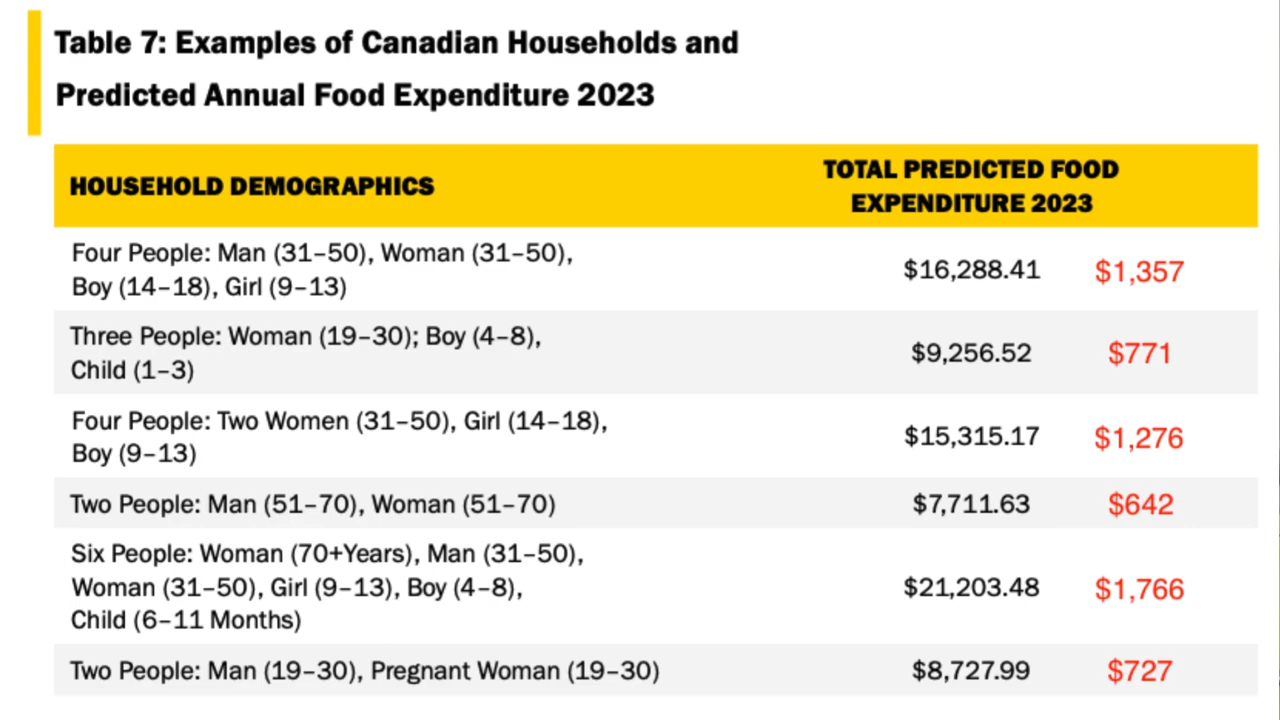 Table 7: Examples of Canadian Households and
Predicted Annual Food Expenditure 2023
HOUSEHOLD DEMOGRAPHICS
TOTAL PREDICTED FOOD
EXPENDITURE 2023
Four People: Man (31–50), Woman (31–50),
Boy (14–18), Girl (9–13)
$16,288.41 $1,357
Three People: Woman (19–30); Boy (4–8),
Child (1–3)
$9,256.52 $771
Four People: Two Women (31–50), Girl (14–18),
Boy (9–13)
$15,315.17 $1,276
Two People: Man (51–70), Woman (51–70) $7,711.63 $642
Six People: Woman (70+Years), Man (31–50),
Woman (31–50), Girl (9–13), Boy (4–8),
Child (6–11 Months)
$21,203.48 $1,766
Two People: Man (19–30), Pregnant Woman (19–30) $8,727.99 $727